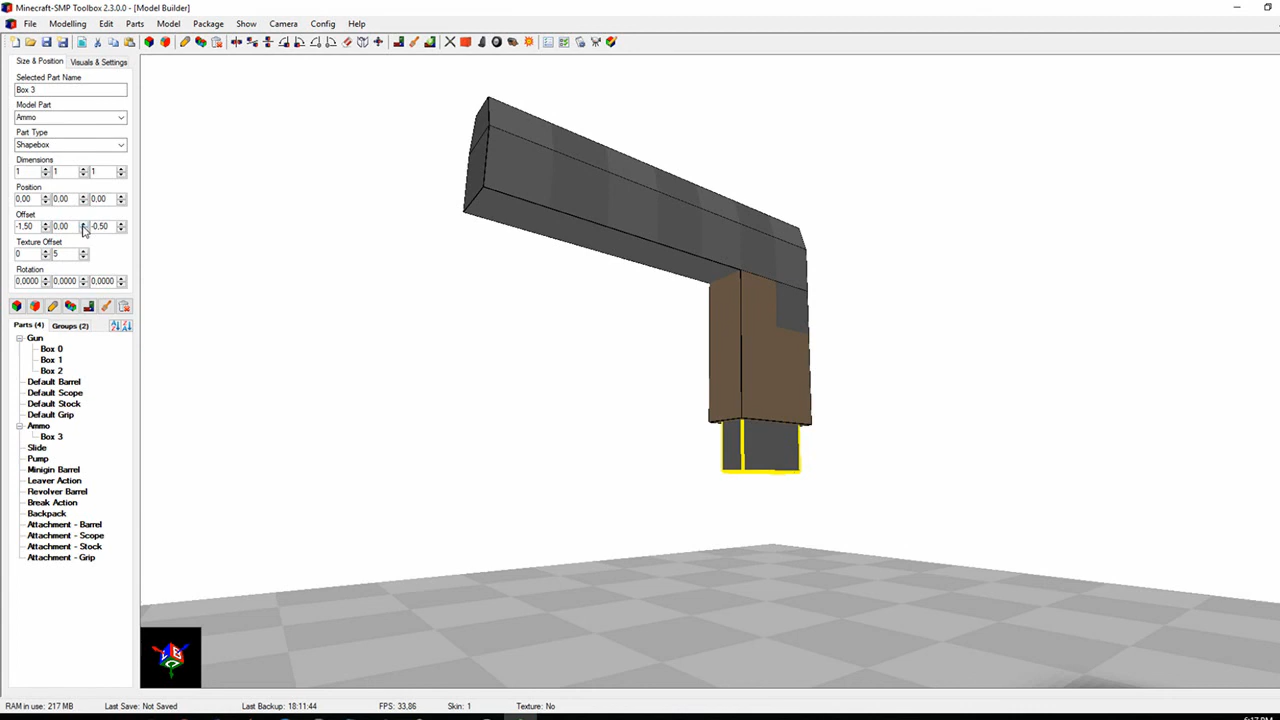 Minecraft-SMP Toolbox 2.3.0.0 - [Model Builder]
File Modelling Edit Parts Model Package Show Camera Config Help
Size & Position Visuals & Settings
Selected Part Name
Box 3
Model Part
Ammo
Part Type
Shapebox
Dimensions
1 1 1
Position
0,00 0,00 0,00
Offset
-1,50 0,00 -0,50
Texture Offset
0 5
Rotation
0,0000 0,0000 0,0000
Parts (4) Groups (2)
Gun
Box 0
Box 1
Box 2
Default Barrel
Default Scope
Default Stock
Default Grip
Ammo
Box 3
Slide
Pump
Minigin Barrel
Leaver Action
Revolver Barrel
Break Action
Backpack
Attachment - Barrel
Attachment - Scope
Attachment - Stock
Attachment - Grip
RAM in use: 217 MB Last Save: Not Saved Last Backup: 18:11:44 FPS: 33,86 Skin: 1 Texture: No